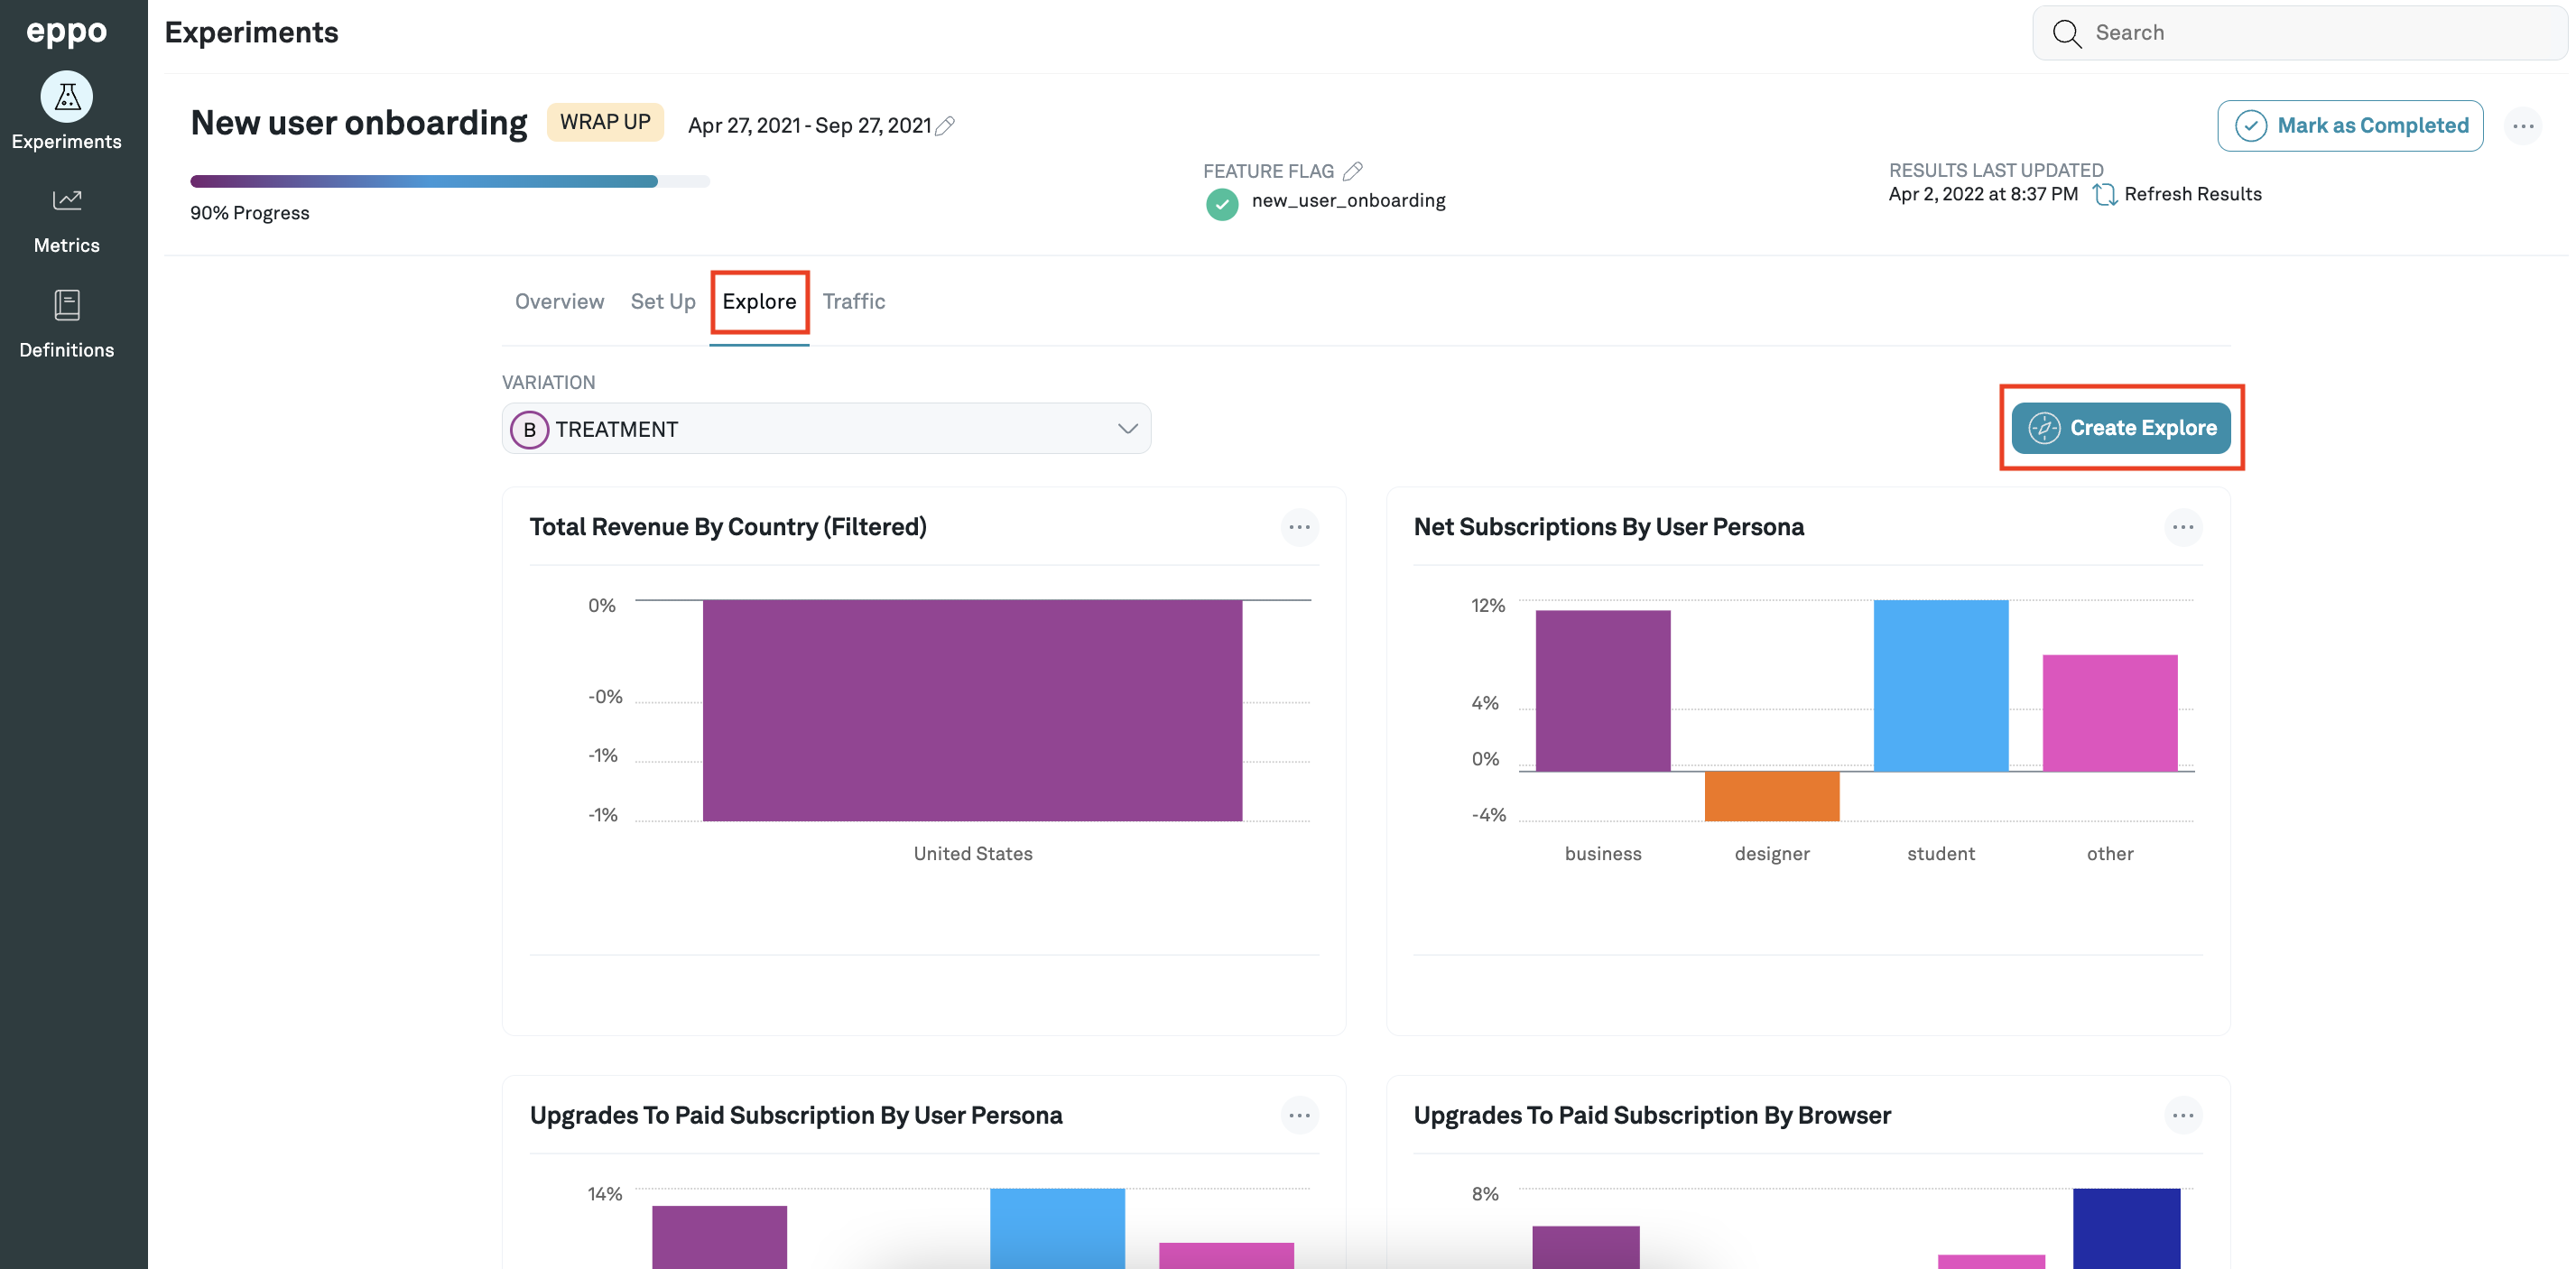 eppo
Experiments
Metrics
Definitions
Experiments
Search
New user onboarding
WRAP UP
Apr 27, 2021 - Sep 27, 2021
Mark as Completed
90% Progress
FEATURE FLAG
new_user_onboarding
RESULTS LAST UPDATED
Apr 2, 2022 at 8:37 PM
Refresh Results
Overview
Set Up
Explore
Traffic
VARIATION
B
TREATMENT
Create Explore
Total Revenue By Country (Filtered)
0%
-0%
-1%
-1%
United States
Net Subscriptions By User Persona
12%
4%
0%
-4%
business
designer
student
other
Upgrades To Paid Subscription By User Persona
14%
Upgrades To Paid Subscription By Browser
8%